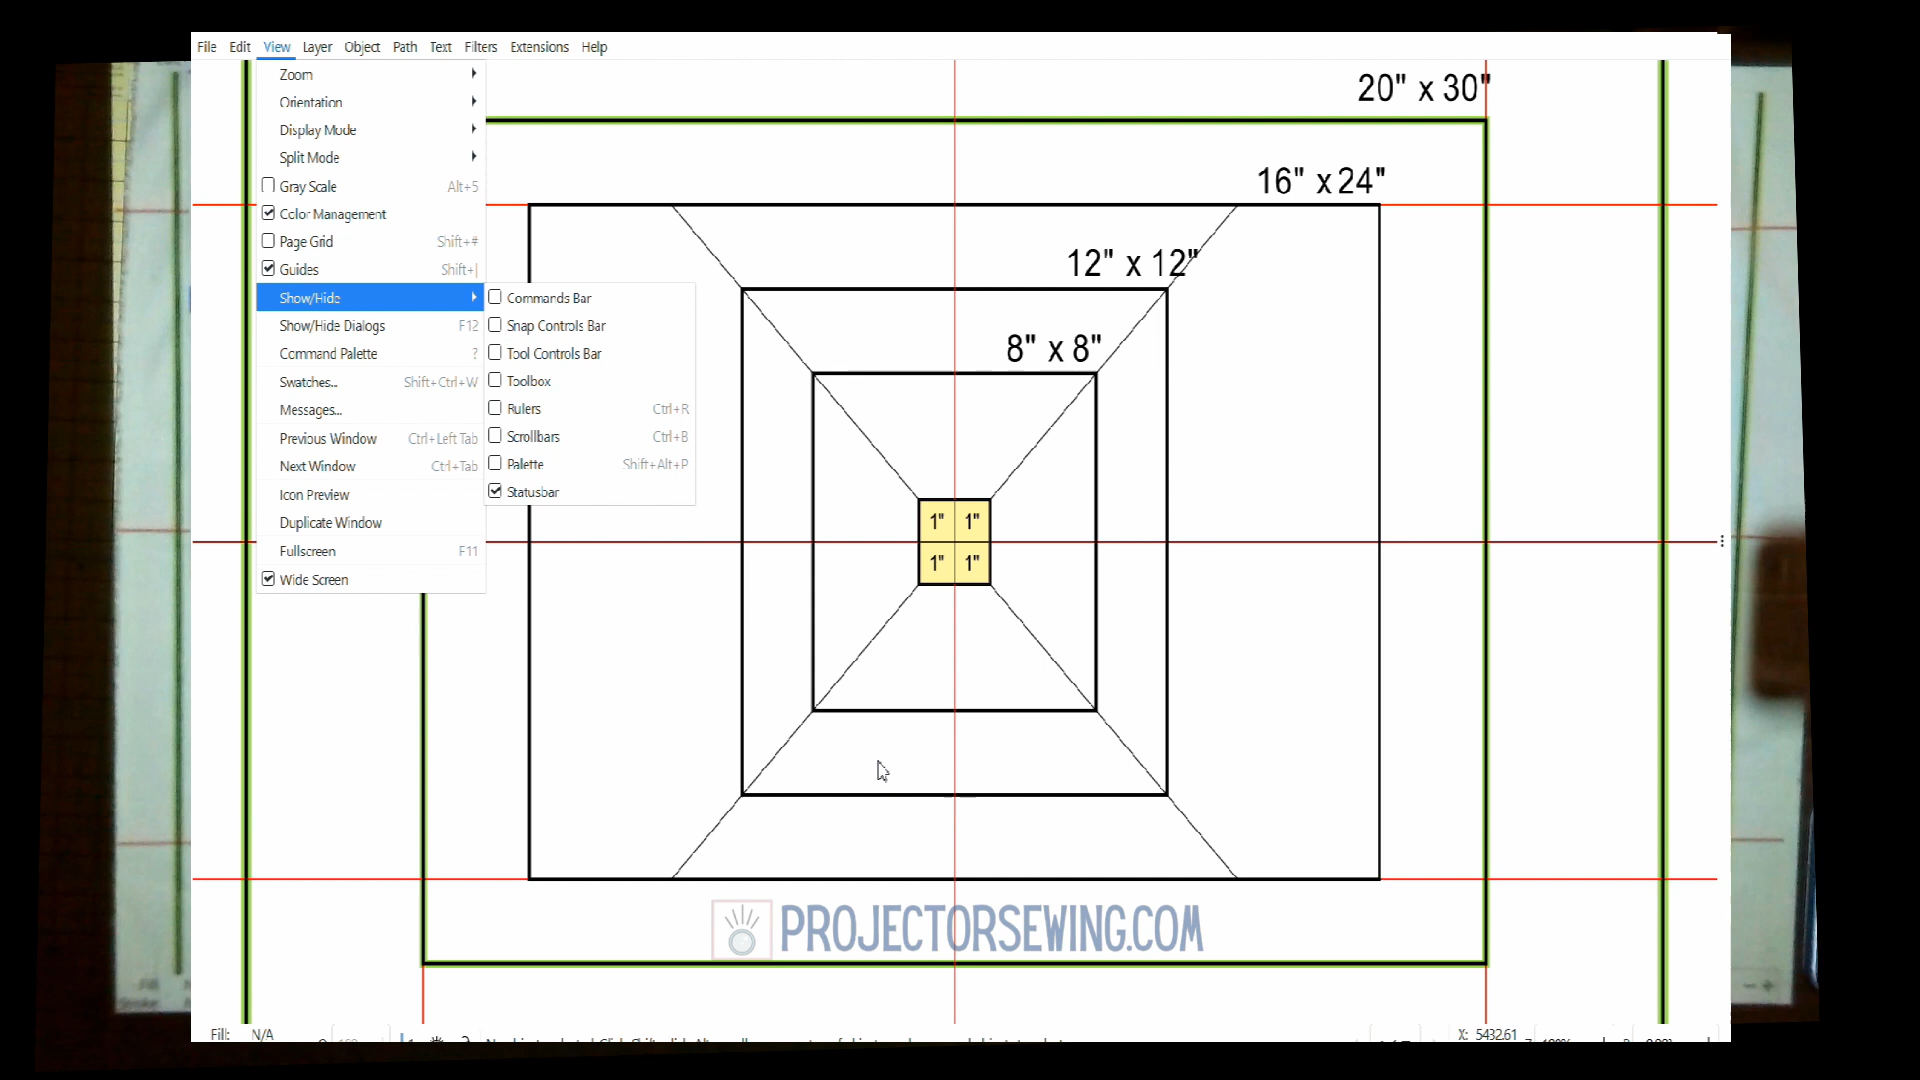 File Edit View Layer Object Path Text Filters Extensions Help
Zoom
Orientation
Display Mode
Split Mode
Gray Scale Alt+5
Color Management
Page Grid Shift+#
Guides Shift+|
Show/Hide
Show/Hide Dialogs F12
Command Palette ?
Swatches... Shift+Ctrl+W
Messages...
Previous Window Ctrl+Left Tab
Next Window Ctrl+Tab
Icon Preview
Duplicate Window
Fullscreen F11
Wide Screen
Commands Bar
Snap Controls Bar
Tool Controls Bar
Toolbox
Rulers Ctrl+R
Scrollbars Ctrl+B
Palette Shift+Alt+P
Statusbar
20" x 30"
16" x 24"
12" x 12"
8" x 8"
1" 1"
1" 1"
PROJECTORSEWING.COM
Fill: N/A
X: 5432.61